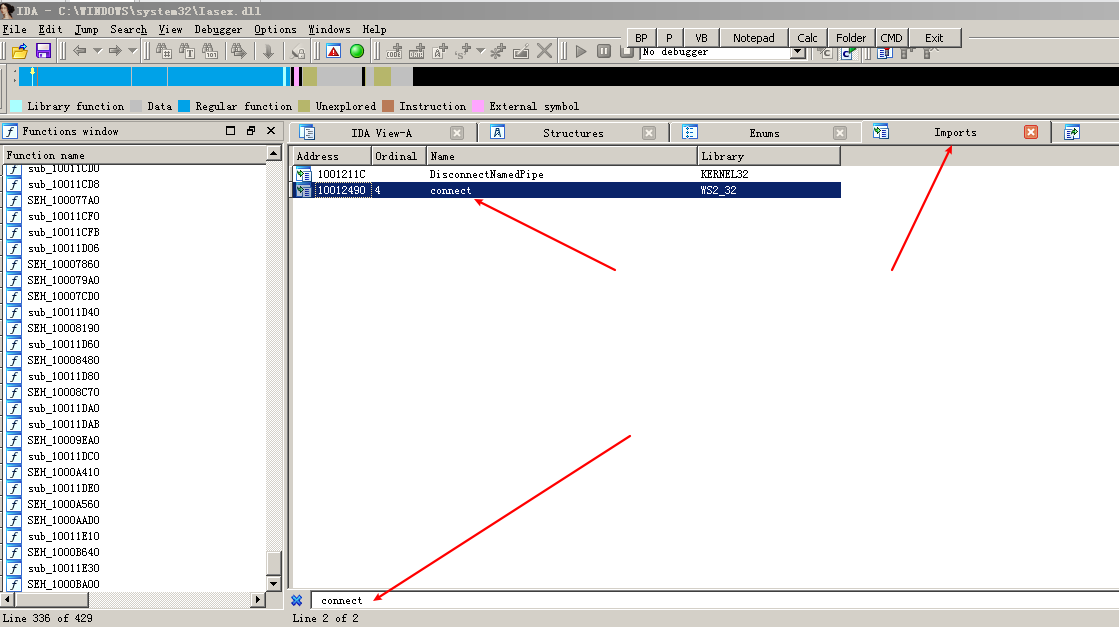 IDA - C:\WINDOWS\system32\Iasex.dll
File Edit Jump Search View Debugger Options Windows Help
BP P VB Notepad Calc Folder CMD Exit
No debugger
Library function Data Regular function Unexplored Instruction External symbol
Functions window
IDA View-A Structures Enums Imports
Function name
Address Ordinal Name Library
sub_10011CD0
1001211C DisconnectNamedPipe KERNEL32
sub_10011CD8
10012490 4 connect WS2_32
SEH_100077A0
sub_10011CF0
sub_10011CFB
sub_10011D06
SEH_10007860
SEH_100079A0
SEH_10007CD0
sub_10011D40
SEH_10008190
sub_10011D60
SEH_10008480
sub_10011D80
SEH_10008C70
sub_10011DA0
sub_10011DAB
SEH_10009EA0
sub_10011DC0
SEH_1000A410
sub_10011DE0
SEH_1000A560
SEH_1000AAD0
sub_10011E10
SEH_1000B640
sub_10011E30
SEH_1000BA00
connect
Line 336 of 429
Line 2 of 2